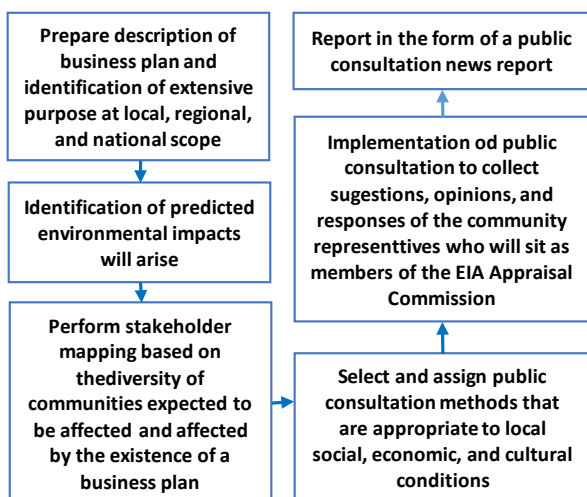 Prepare description of
business plan and
identification of extensive
purpose at local, regional,
and national scope
Identification of predicted
environmental impacts
will arise
Perform stakeholder
mapping based on
thediversity of
communities expected to
be affected and affected
by the existence of a
business plan
Select and assign public
consultation methods that
are appropriate to local
social, economic, and cultural
conditions
Implementation od public
consultation to collect
sugestions, opinions, and
responses of the community
representtives who will sit as
members of the EIA Appraisal
Commission
Report in the form of a public
consultation news report